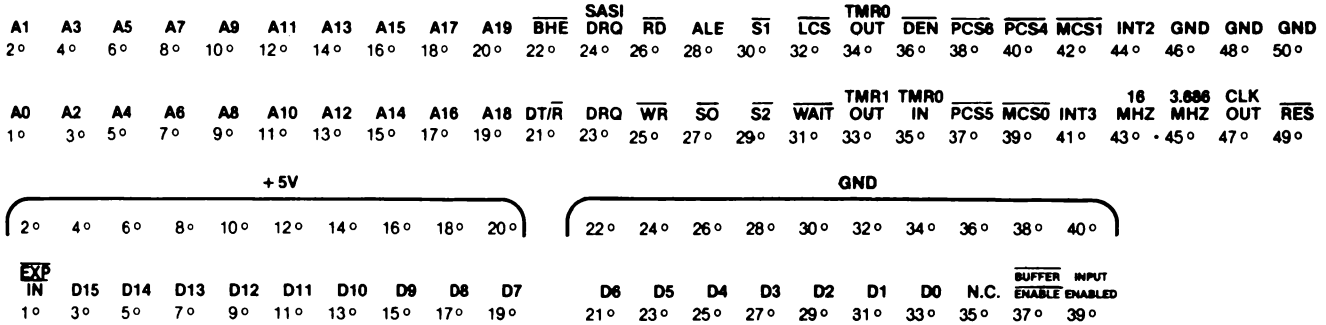 SASI TMR0
A1 A3 A5 A7 A9 A11 A13 A15 A17 A19 BHE DRQ RD ALE S1 LCS OUT DEN PCS6 PCS4 MCS1 INT2 GND GND GND
2 4 6 8 10 12 14 16 18 20 22 24 26 28 30 32 34 36 38 40 42 44 46 48 50
TMR1 TMR0 16 3.686 CLK
A0 A2 A4 A6 A8 A10 A12 A14 A16 A18 DT/R DRQ WR SO S2 WAIT OUT IN PCS5 MCS0 INT3 MHZ MHZ OUT RES
1 3 5 7 9 11 13 15 17 19 21 23 25 27 29 31 33 35 37 39 41 43 45 47 49
+5V GND
2 4 6 8 10 12 14 16 18 20 22 24 26 28 30 32 34 36 38 40
EXP BUFFER INPUT
IN D15 D14 D13 D12 D11 D10 D9 D8 D7 D6 D5 D4 D3 D2 D1 D0 N.C. ENABLE ENABLED
1 3 5 7 9 11 13 15 17 19 21 23 25 27 29 31 33 35 37 39